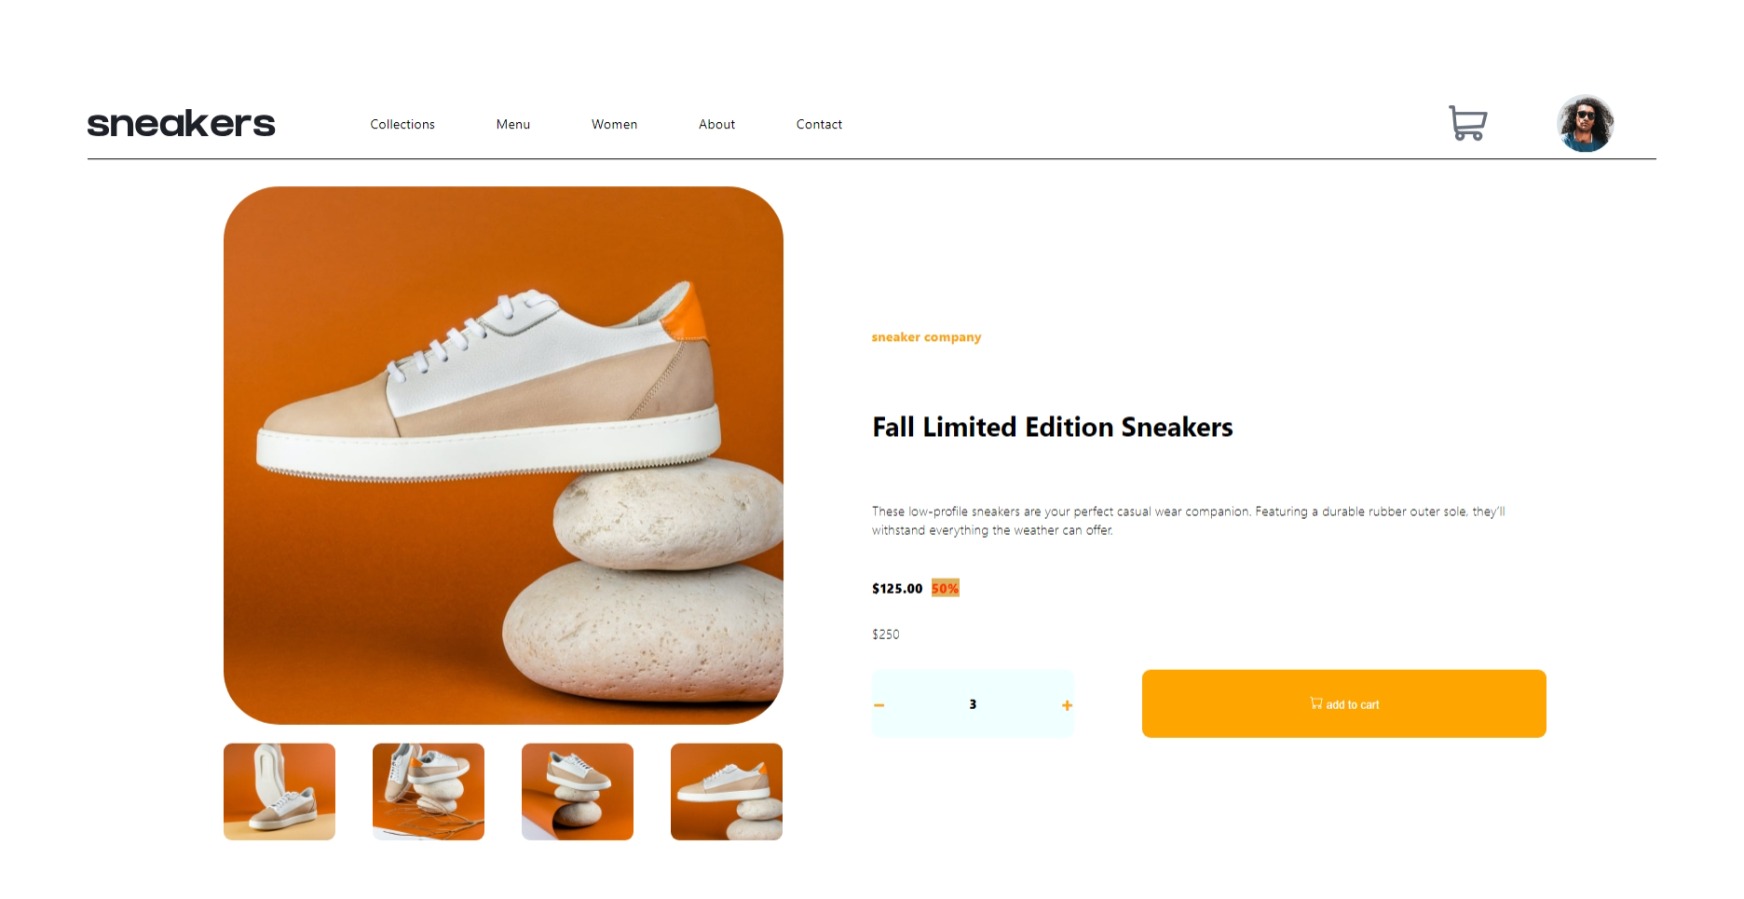 sneakers
Collections
Menu
Women
About
Contact
sneaker company
Fall Limited Edition Sneakers
These low-profile sneakers are your perfect casual wear companion. Featuring a durable rubber outer sole, they'll
withstand everything the weather can offer.
$125.00 50%
$250
− 3 +
add to cart